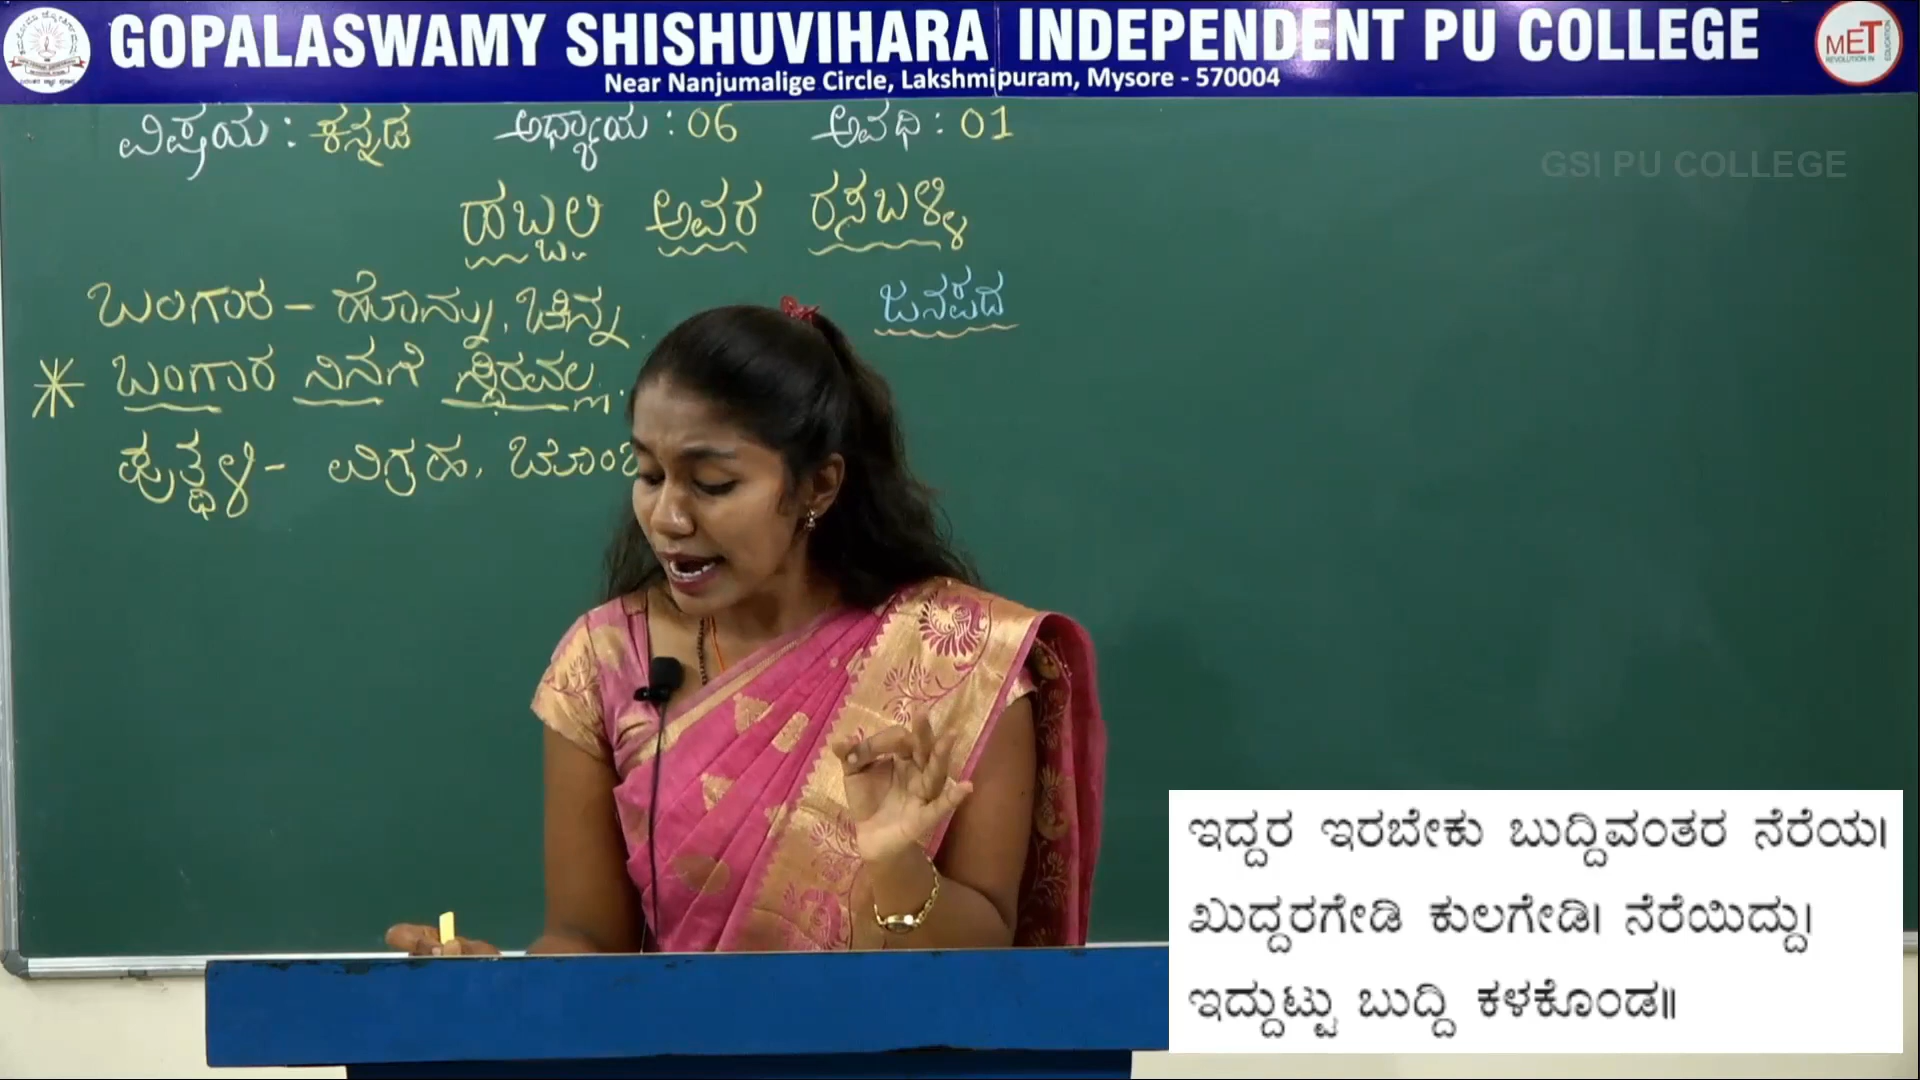 GOPALASWAMY SHISHUVIHARA INDEPENDENT PU COLLEGE
Near Nanjumalige Circle, Lakshmipuram, Mysore - 570004
MET
GSI PU COLLEGE
ವಿಷಯ : ಕನ್ನಡ ಅಧ್ಯಾಯ : 06 ಅವಧಿ : 01
ಹಬ್ಬಲಿ ಅವರ ರಸಬಳ್ಳಿ
ಬಂಗಾರ – ಹೊನ್ನು, ಚಿನ್ನ.
ಜನಪದ
* ಬಂಗಾರ ನಿನಗೆ ಸ್ಥಿರವಲ್ಲ.
ಪುತ್ಥಳಿ - ವಿಗ್ರಹ,
ಇದ್ದರ ಇರಬೇಕು ಬುದ್ದಿವಂತರ ನೆರೆಯ।
ಖುದ್ದರಗೇಡಿ ಕುಲಗೇಡಿ। ನೆರೆಯಿದ್ದು।
ಇದ್ದುಟ್ಟು ಬುದ್ದಿ ಕಳಕೊಂಡ॥